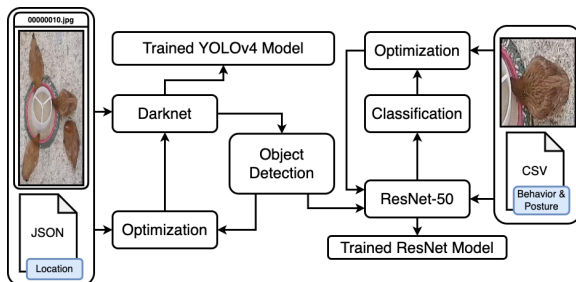 00000010.jpg
JSON
Location
Trained YOLOv4 Model
Darknet
Object
Detection
Optimization
Optimization
Classification
ResNet-50
Trained ResNet Model
CSV
Behavior &
Posture